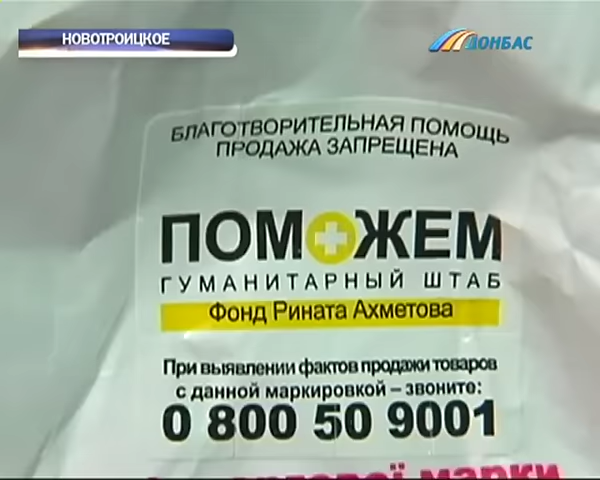 НОВОТРОИЦКОЕ
ДОНБАС
БЛАГОТВОРИТЕЛЬНАЯ ПОМОЩЬ
ПРОДАЖА ЗАПРЕЩЕНА
ПОМОЖЕМ
ГУМАНИТАРНЫЙ ШТАБ
Фонд Рината Ахметова
При выявлении фактов продажи товаров
с данной маркировкой – звоните:
0 800 50 9001
марки